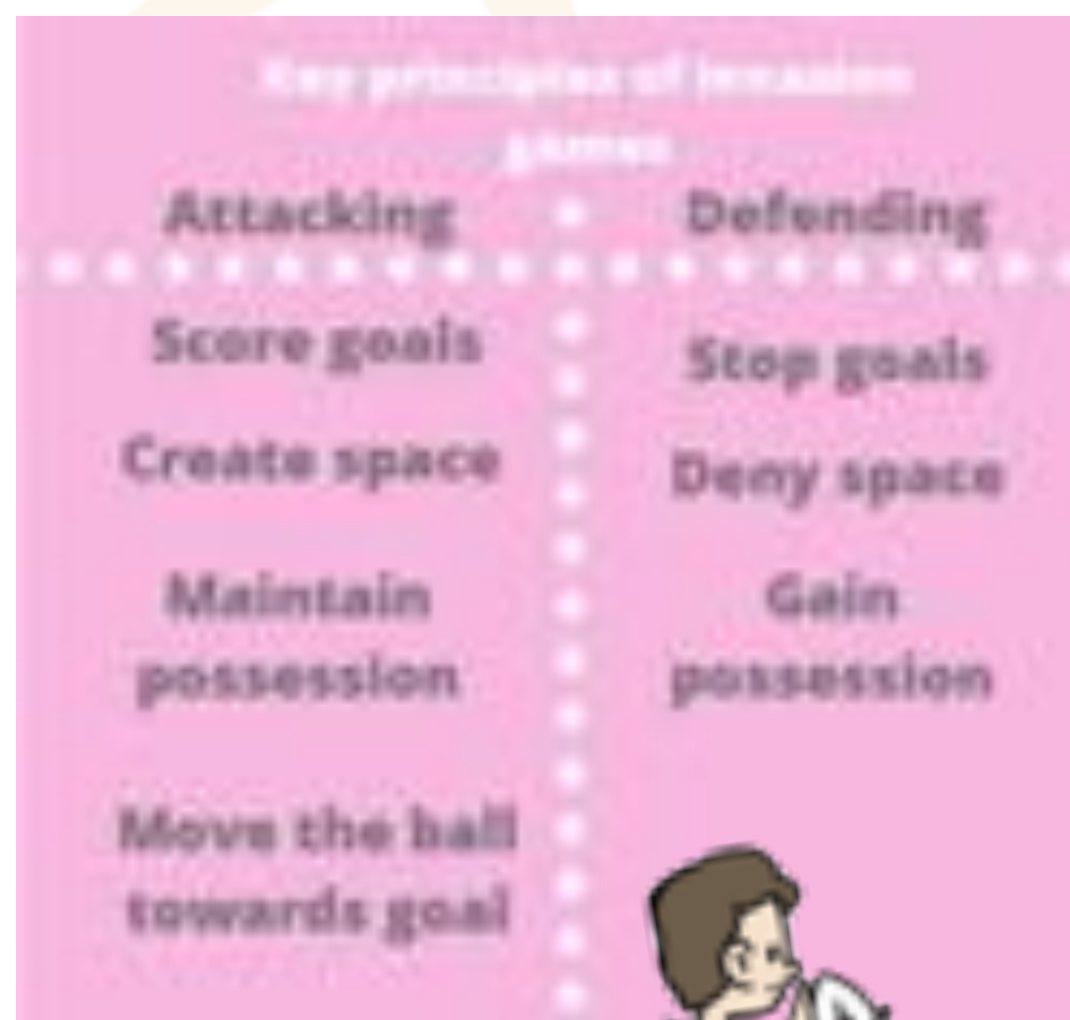 Key principles of invasion
games
Attacking
Defending
Score goals
Stop goals
Create space
Deny space
Maintain
possession
Gain
possession
Move the ball
towards goal